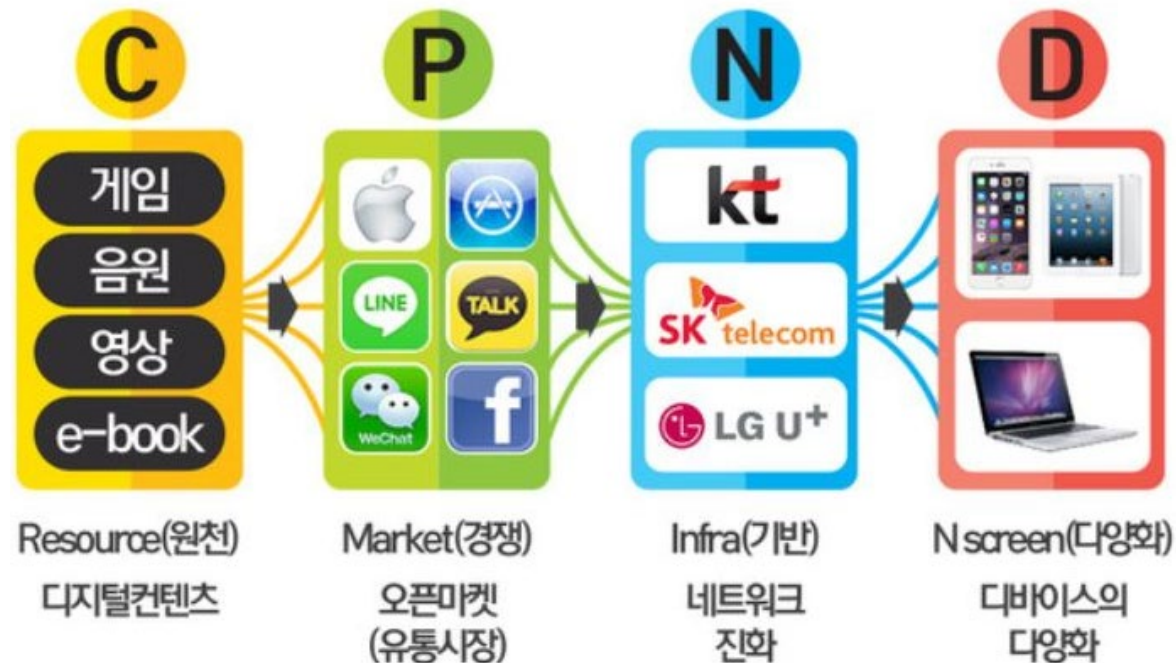 C
P
N
D
게임
음원
영상
e-book
LINE
TALK
WeChat
f
kt
SK telecom
LG U+
Resource(원천)
디지털컨텐츠
Market(경쟁)
오픈마켓
(유통시장)
Infra(기반)
네트워크
진화
N screen(다양화)
디바이스의
다양화